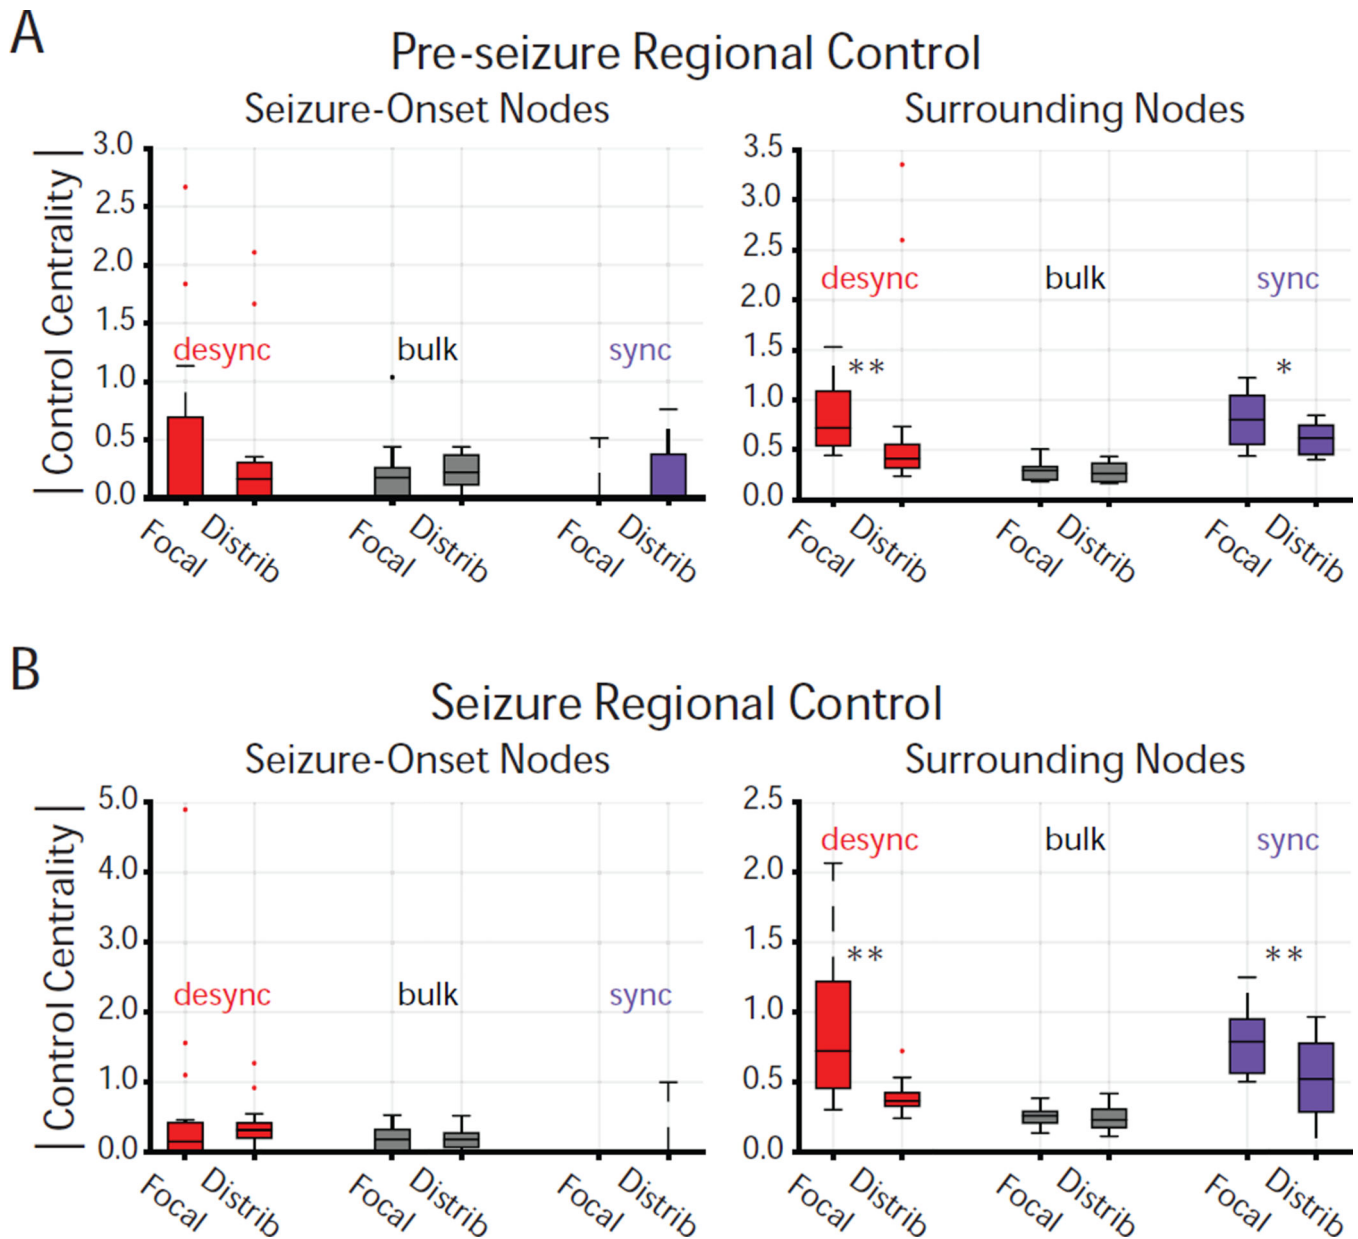 A
Pre-seizure Regional Control
Seizure-Onset Nodes
Surrounding Nodes
| Control Centrality |
3.0
2.5
2.0
1.5
1.0
0.5
0.0
desync
bulk
sync
Focal
Distrib
Focal
Distrib
Focal
Distrib
3.5
3.0
2.5
2.0
1.5
1.0
0.5
0.0
desync
bulk
sync
**
*
Focal
Distrib
Focal
Distrib
Focal
Distrib
B
Seizure Regional Control
Seizure-Onset Nodes
Surrounding Nodes
| Control Centrality |
5.0
4.0
3.0
2.0
1.0
0.0
desync
bulk
sync
Focal
Distrib
Focal
Distrib
Focal
Distrib
2.5
2.0
1.5
1.0
0.5
0.0
desync
bulk
sync
**
**
Focal
Distrib
Focal
Distrib
Focal
Distrib